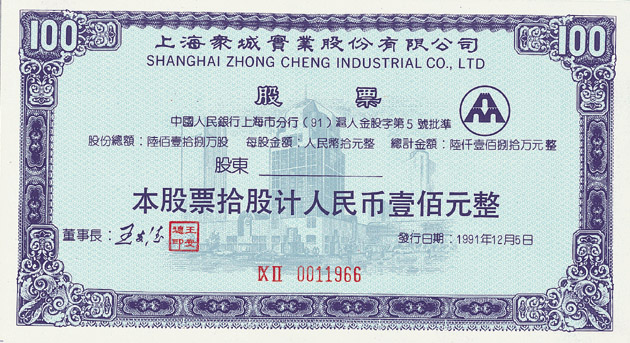 100 100
上海衆城實業股份有限公司
SHANGHAI ZHONG CHENG INDUSTRIAL CO., LTD
股票
中國人民銀行上海市分行（91）滬人金股字第5號批準
股份總額：陸佰壹拾捌万股 每股金額：人民幣拾元整 總計金額：陸仟壹佰捌拾万元整
股東
本股票拾股计人民币壹佰元整
董事長： 發行日期：1991年12月5日
ⅨⅡ 0011966
100 100